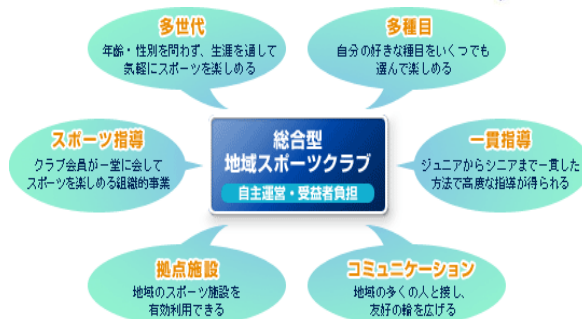 多世代
年齢・性別を問わず、生涯を通して
気軽にスポーツを楽しめる
多種目
自分の好きな種目をいくつでも
選んで楽しめる
スポーツ指導
クラブ会員が一堂に会して
スポーツを楽しめる組織的事業
総合型
地域スポーツクラブ
自主運営・受益者負担
一貫指導
ジュニアからシニアまで一貫した
方法で高度な指導が得られる
拠点施設
地域のスポーツ施設を
有効利用できる
コミュニケーション
地域の多くの人と接し、
友好の輪を広げる